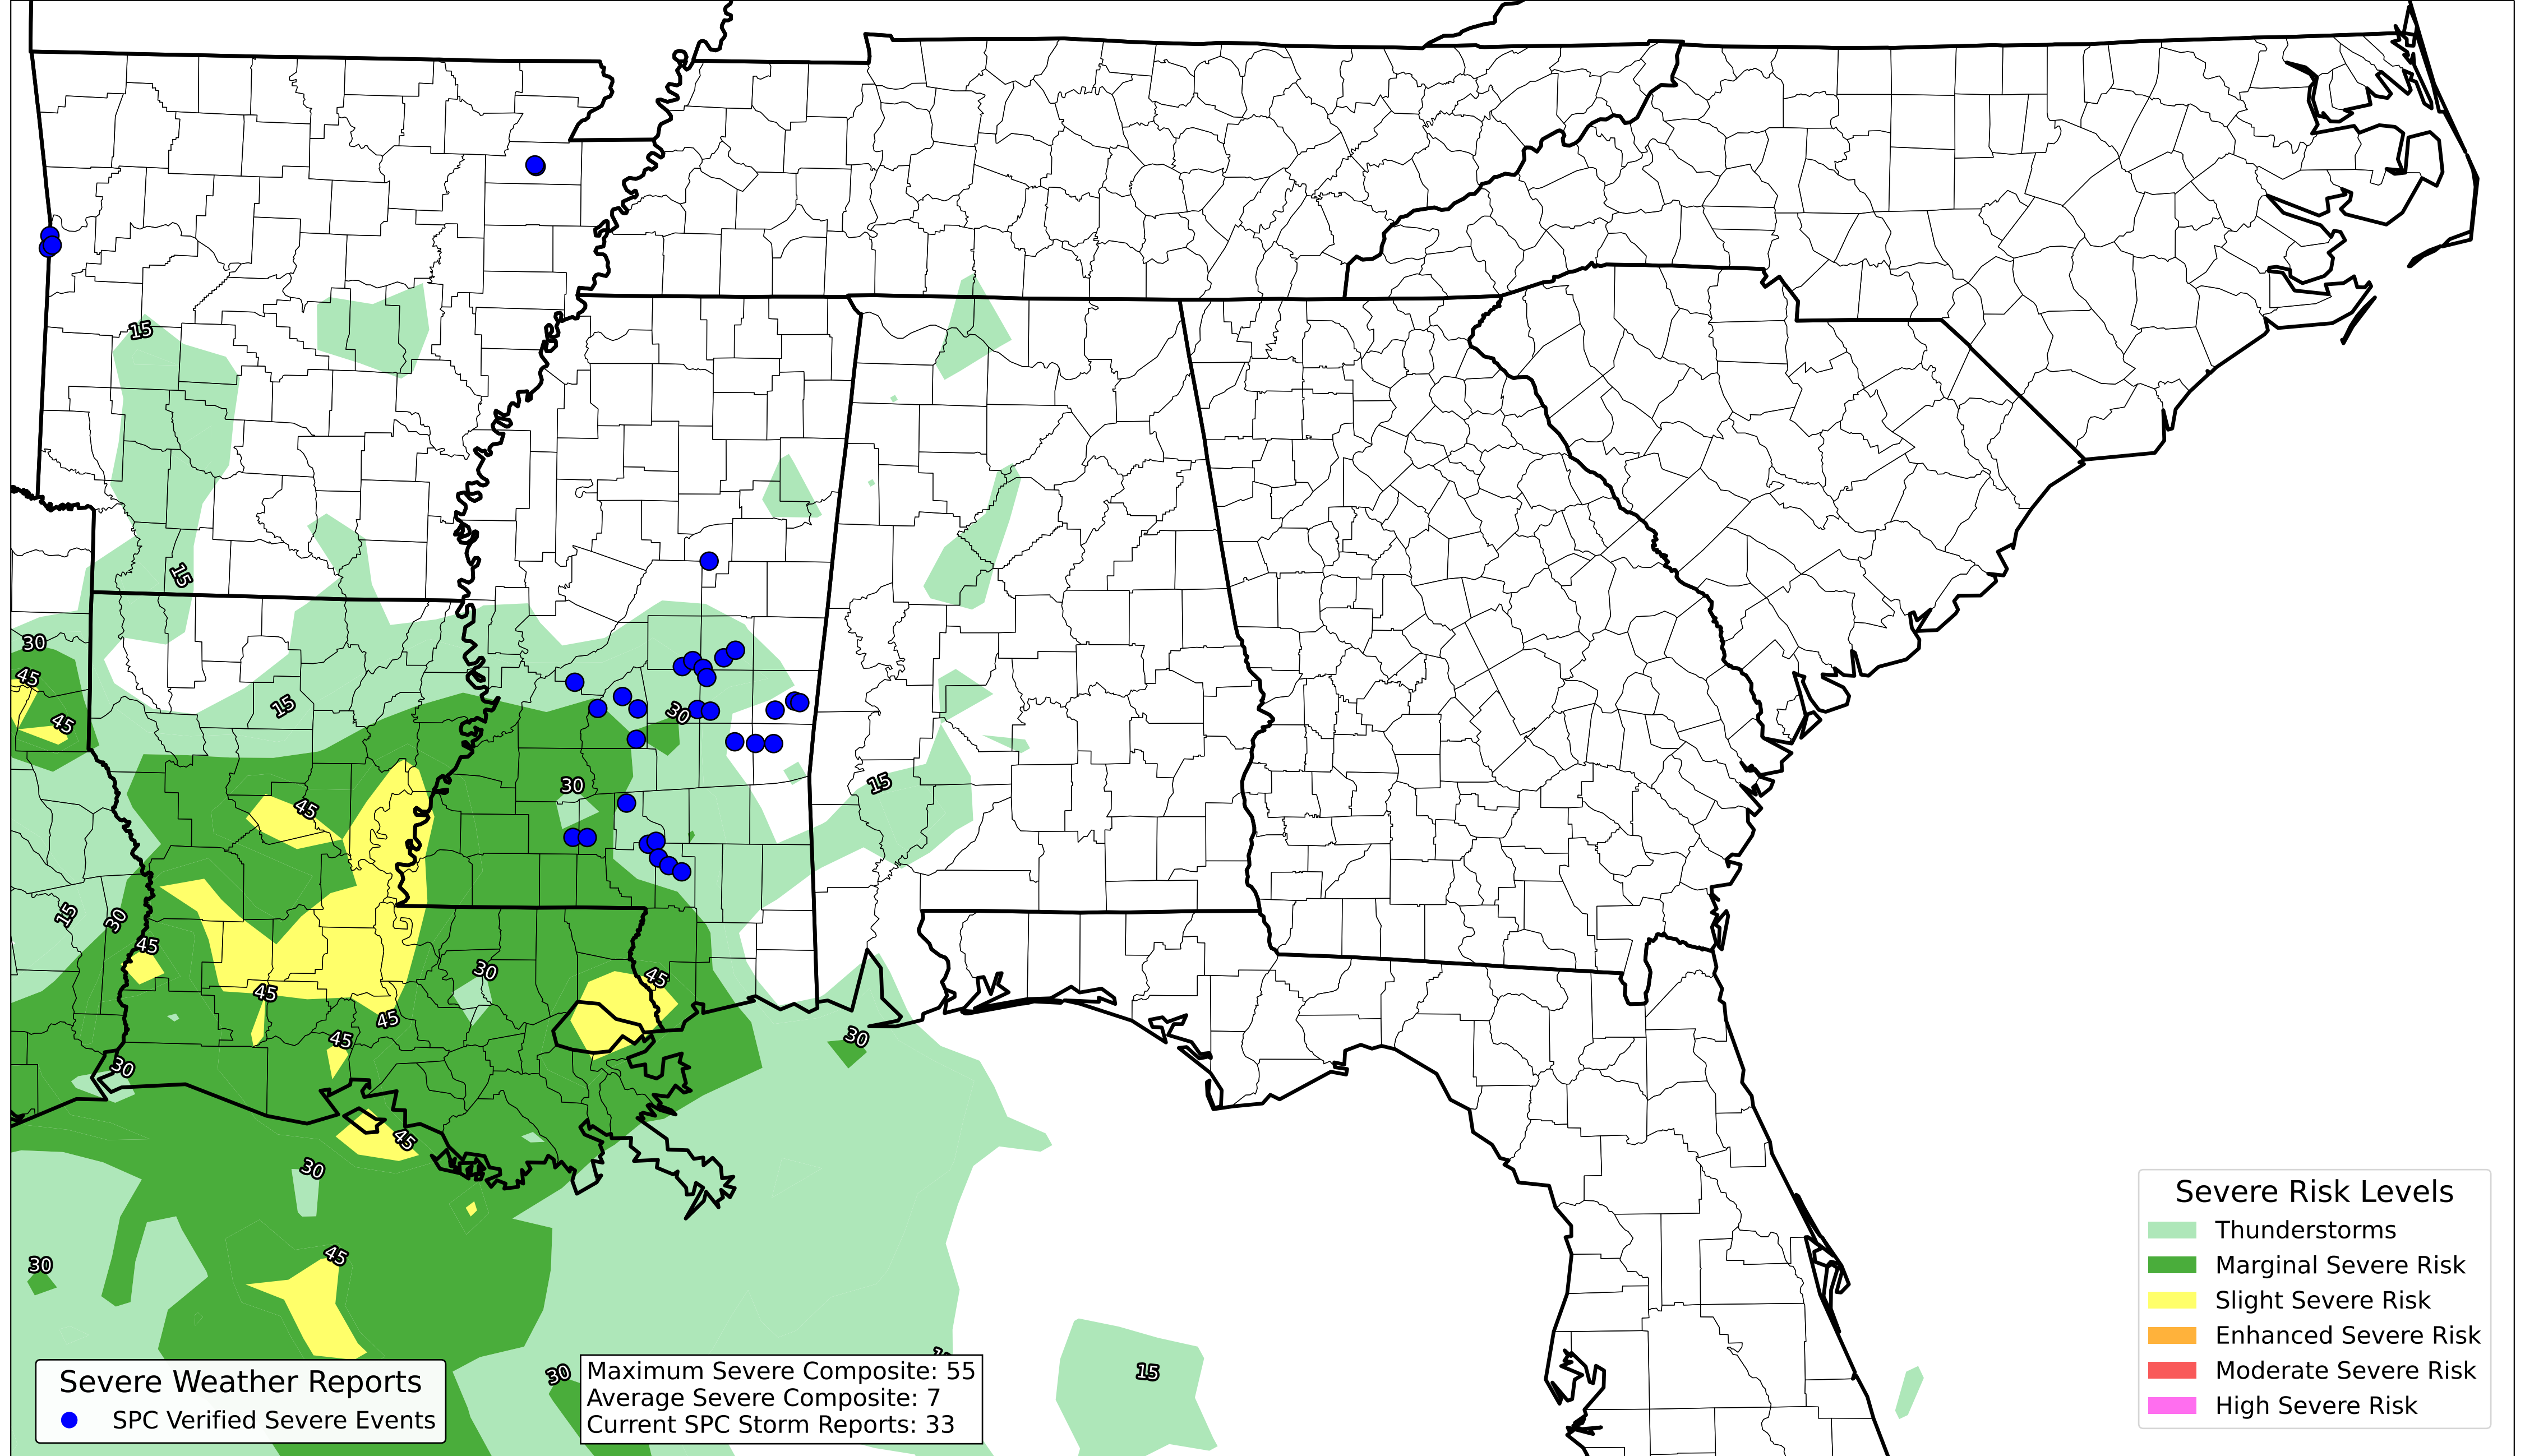 15
15
30
45
45
15
30
30
45
15
15
30
45
45
30
45
45
45
30
30
45
30
45
30
30
15
Severe Weather Reports
SPC Verified Severe Events
Maximum Severe Composite: 55
Average Severe Composite: 7
Current SPC Storm Reports: 33
Severe Risk Levels
Thunderstorms
Marginal Severe Risk
Slight Severe Risk
Enhanced Severe Risk
Moderate Severe Risk
High Severe Risk